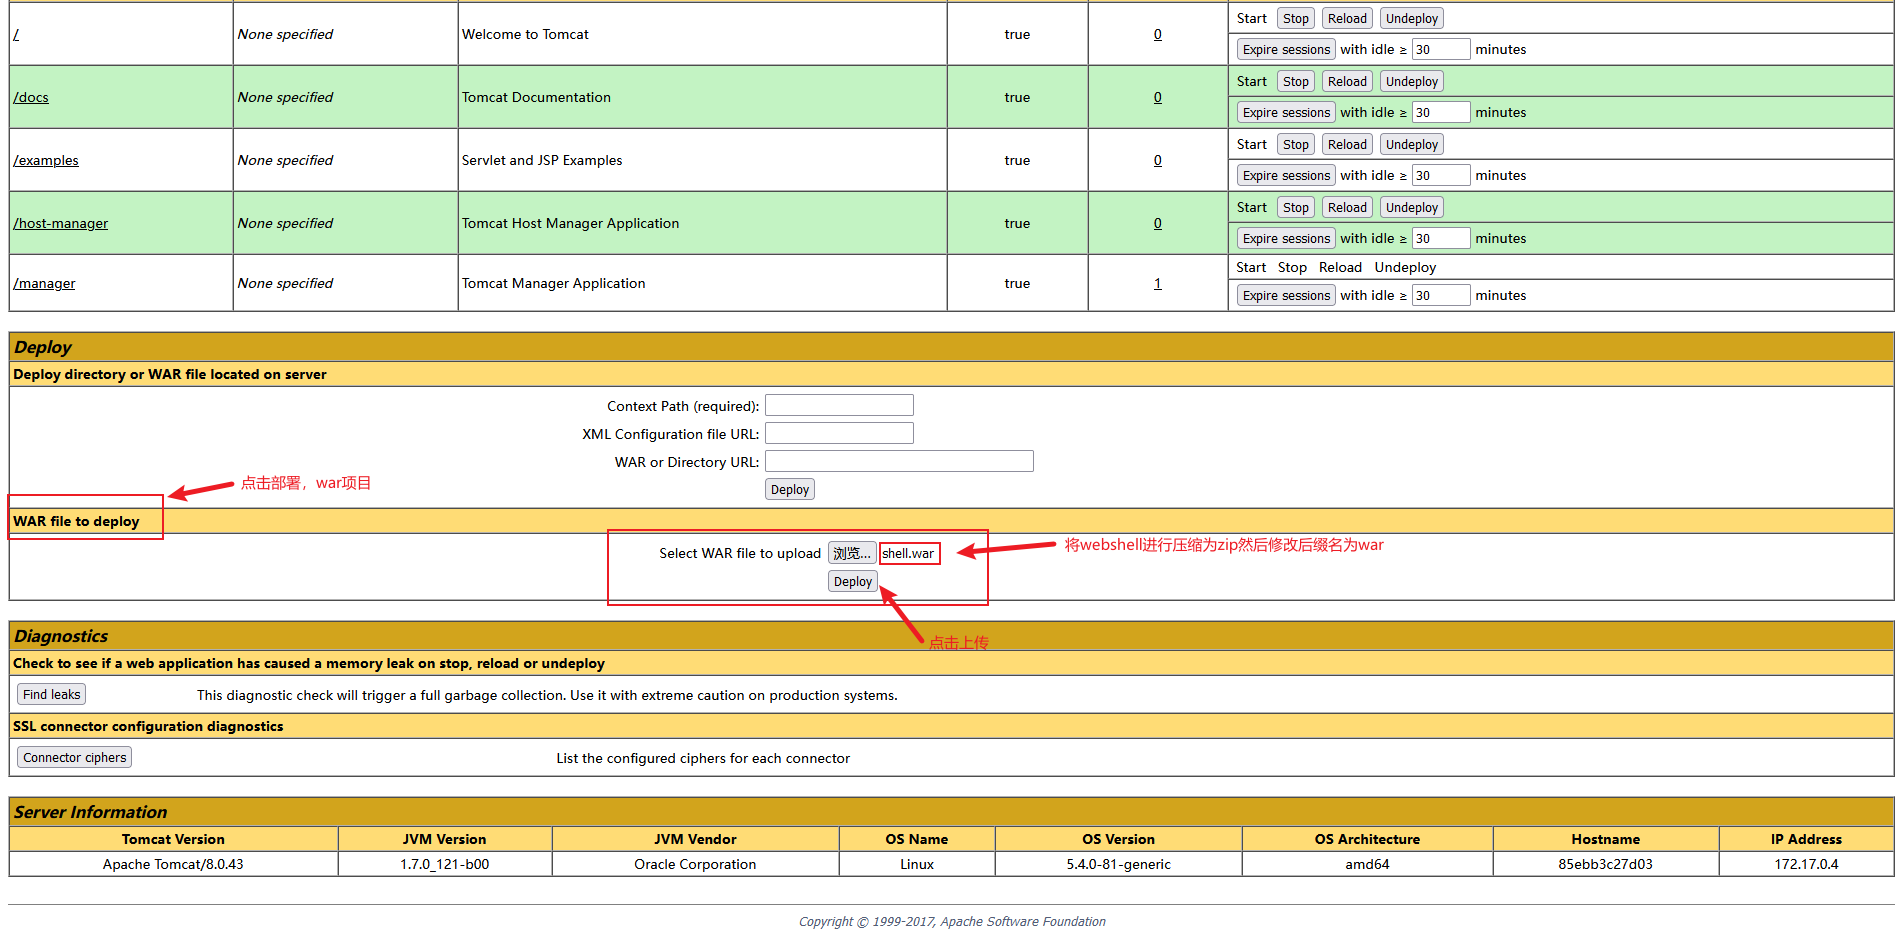 / None specified Welcome to Tomcat true 0 Start Stop Reload Undeploy
Expire sessions with idle ≥ 30 minutes
/docs None specified Tomcat Documentation true 0 Start Stop Reload Undeploy
Expire sessions with idle ≥ 30 minutes
/examples None specified Servlet and JSP Examples true 0 Start Stop Reload Undeploy
Expire sessions with idle ≥ 30 minutes
/host-manager None specified Tomcat Host Manager Application true 0 Start Stop Reload Undeploy
Expire sessions with idle ≥ 30 minutes
/manager None specified Tomcat Manager Application true 1 Start Stop Reload Undeploy
Expire sessions with idle ≥ 30 minutes
Deploy
Deploy directory or WAR file located on server
Context Path (required):
XML Configuration file URL:
WAR or Directory URL:
点击部署，war项目
Deploy
WAR file to deploy
Select WAR file to upload 浏览... shell.war 将webshell进行压缩为zip然后修改后缀名为war
Deploy
点击上传
Diagnostics
Check to see if a web application has caused a memory leak on stop, reload or undeploy
Find leaks This diagnostic check will trigger a full garbage collection. Use it with extreme caution on production systems.
SSL connector configuration diagnostics
Connector ciphers List the configured ciphers for each connector
Server Information
Tomcat Version JVM Version JVM Vendor OS Name OS Version OS Architecture Hostname IP Address
Apache Tomcat/8.0.43 1.7.0_121-b00 Oracle Corporation Linux 5.4.0-81-generic amd64 85ebb3c27d03 172.17.0.4
Copyright © 1999-2017, Apache Software Foundation